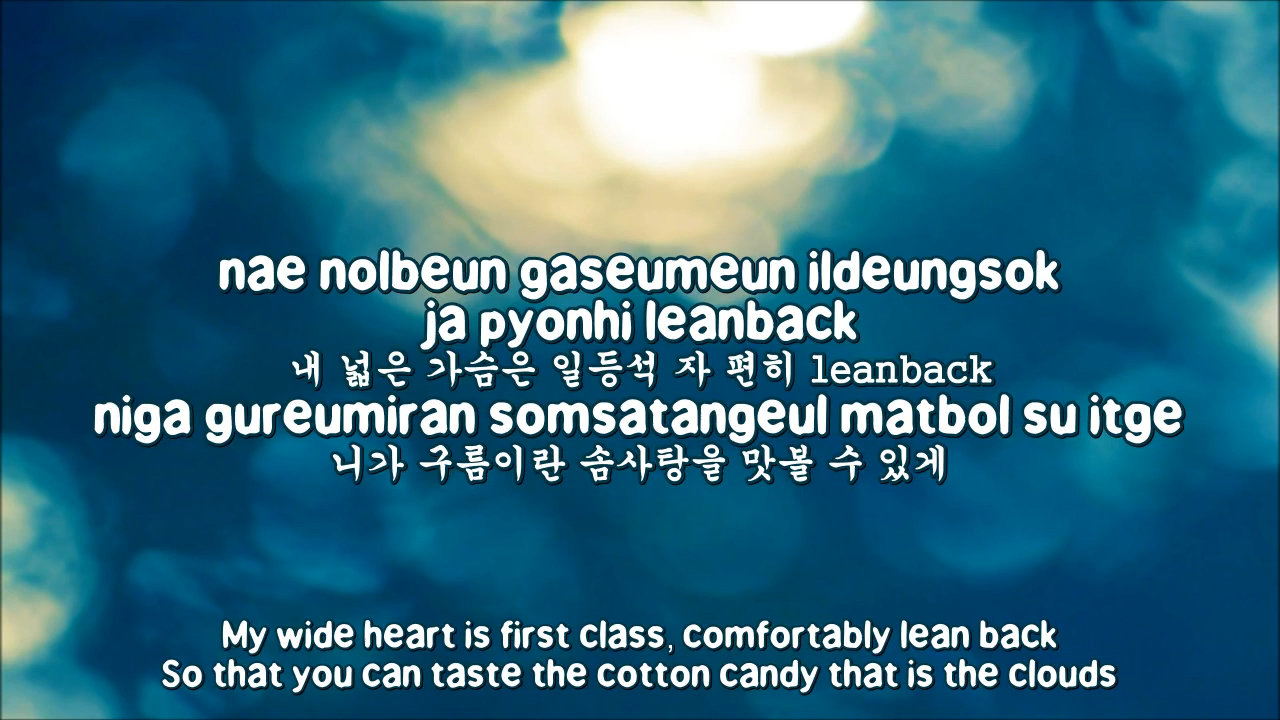 nae nolbeun gaseumeun ildeungsok
ja pyonhi leanback
내 넓은 가슴은 일등석 자 편히 leanback
niga gureumiran somsatangeul matbol su itge
니가 구름이란 솜사탕을 맛볼 수 있게
My wide heart is first class, comfortably lean back
So that you can taste the cotton candy that is the clouds